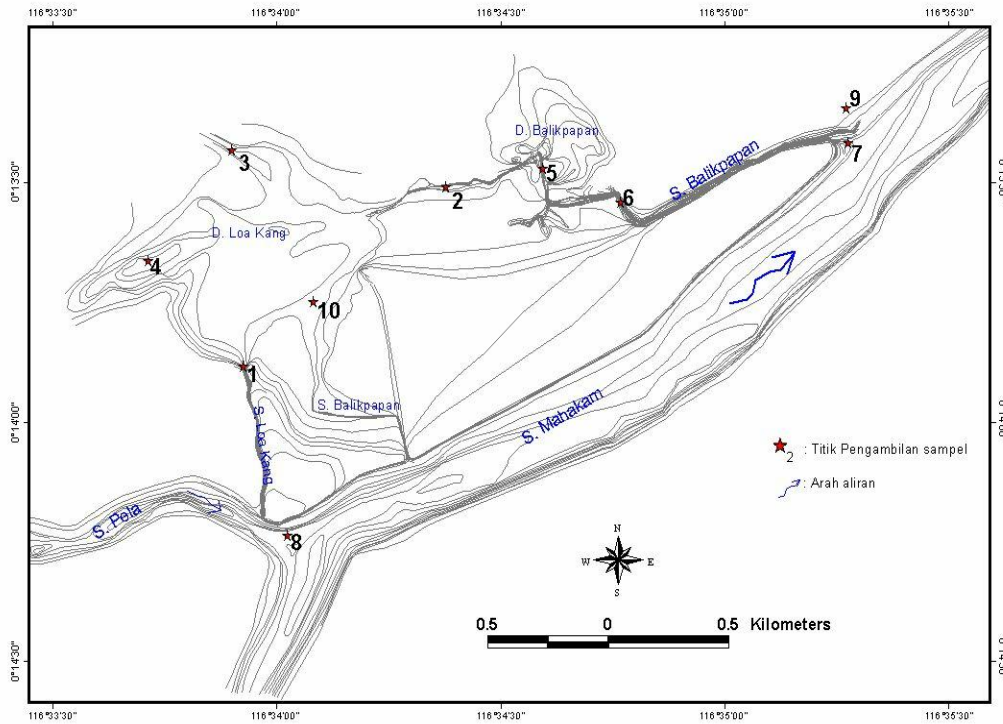 116°33'30" 116°34'00" 116°34'30" 116°35'00" 116°35'30"
9
D. Balikpapan
7
3
0°13'30"
5
S. Balikpapan
2
6
D. Loa Kang
4
10
1
S. Balikpapan
0°14'00"
S. Loa Kang
S. Mahakam
2 : Titik Pengambilan sampel
: Arah aliran
S. Pela
8
N
W E
S
0.5 0 0.5 Kilometers
0°14'30"
116°33'30" 116°34'00" 116°34'30" 116°35'00" 116°35'30"